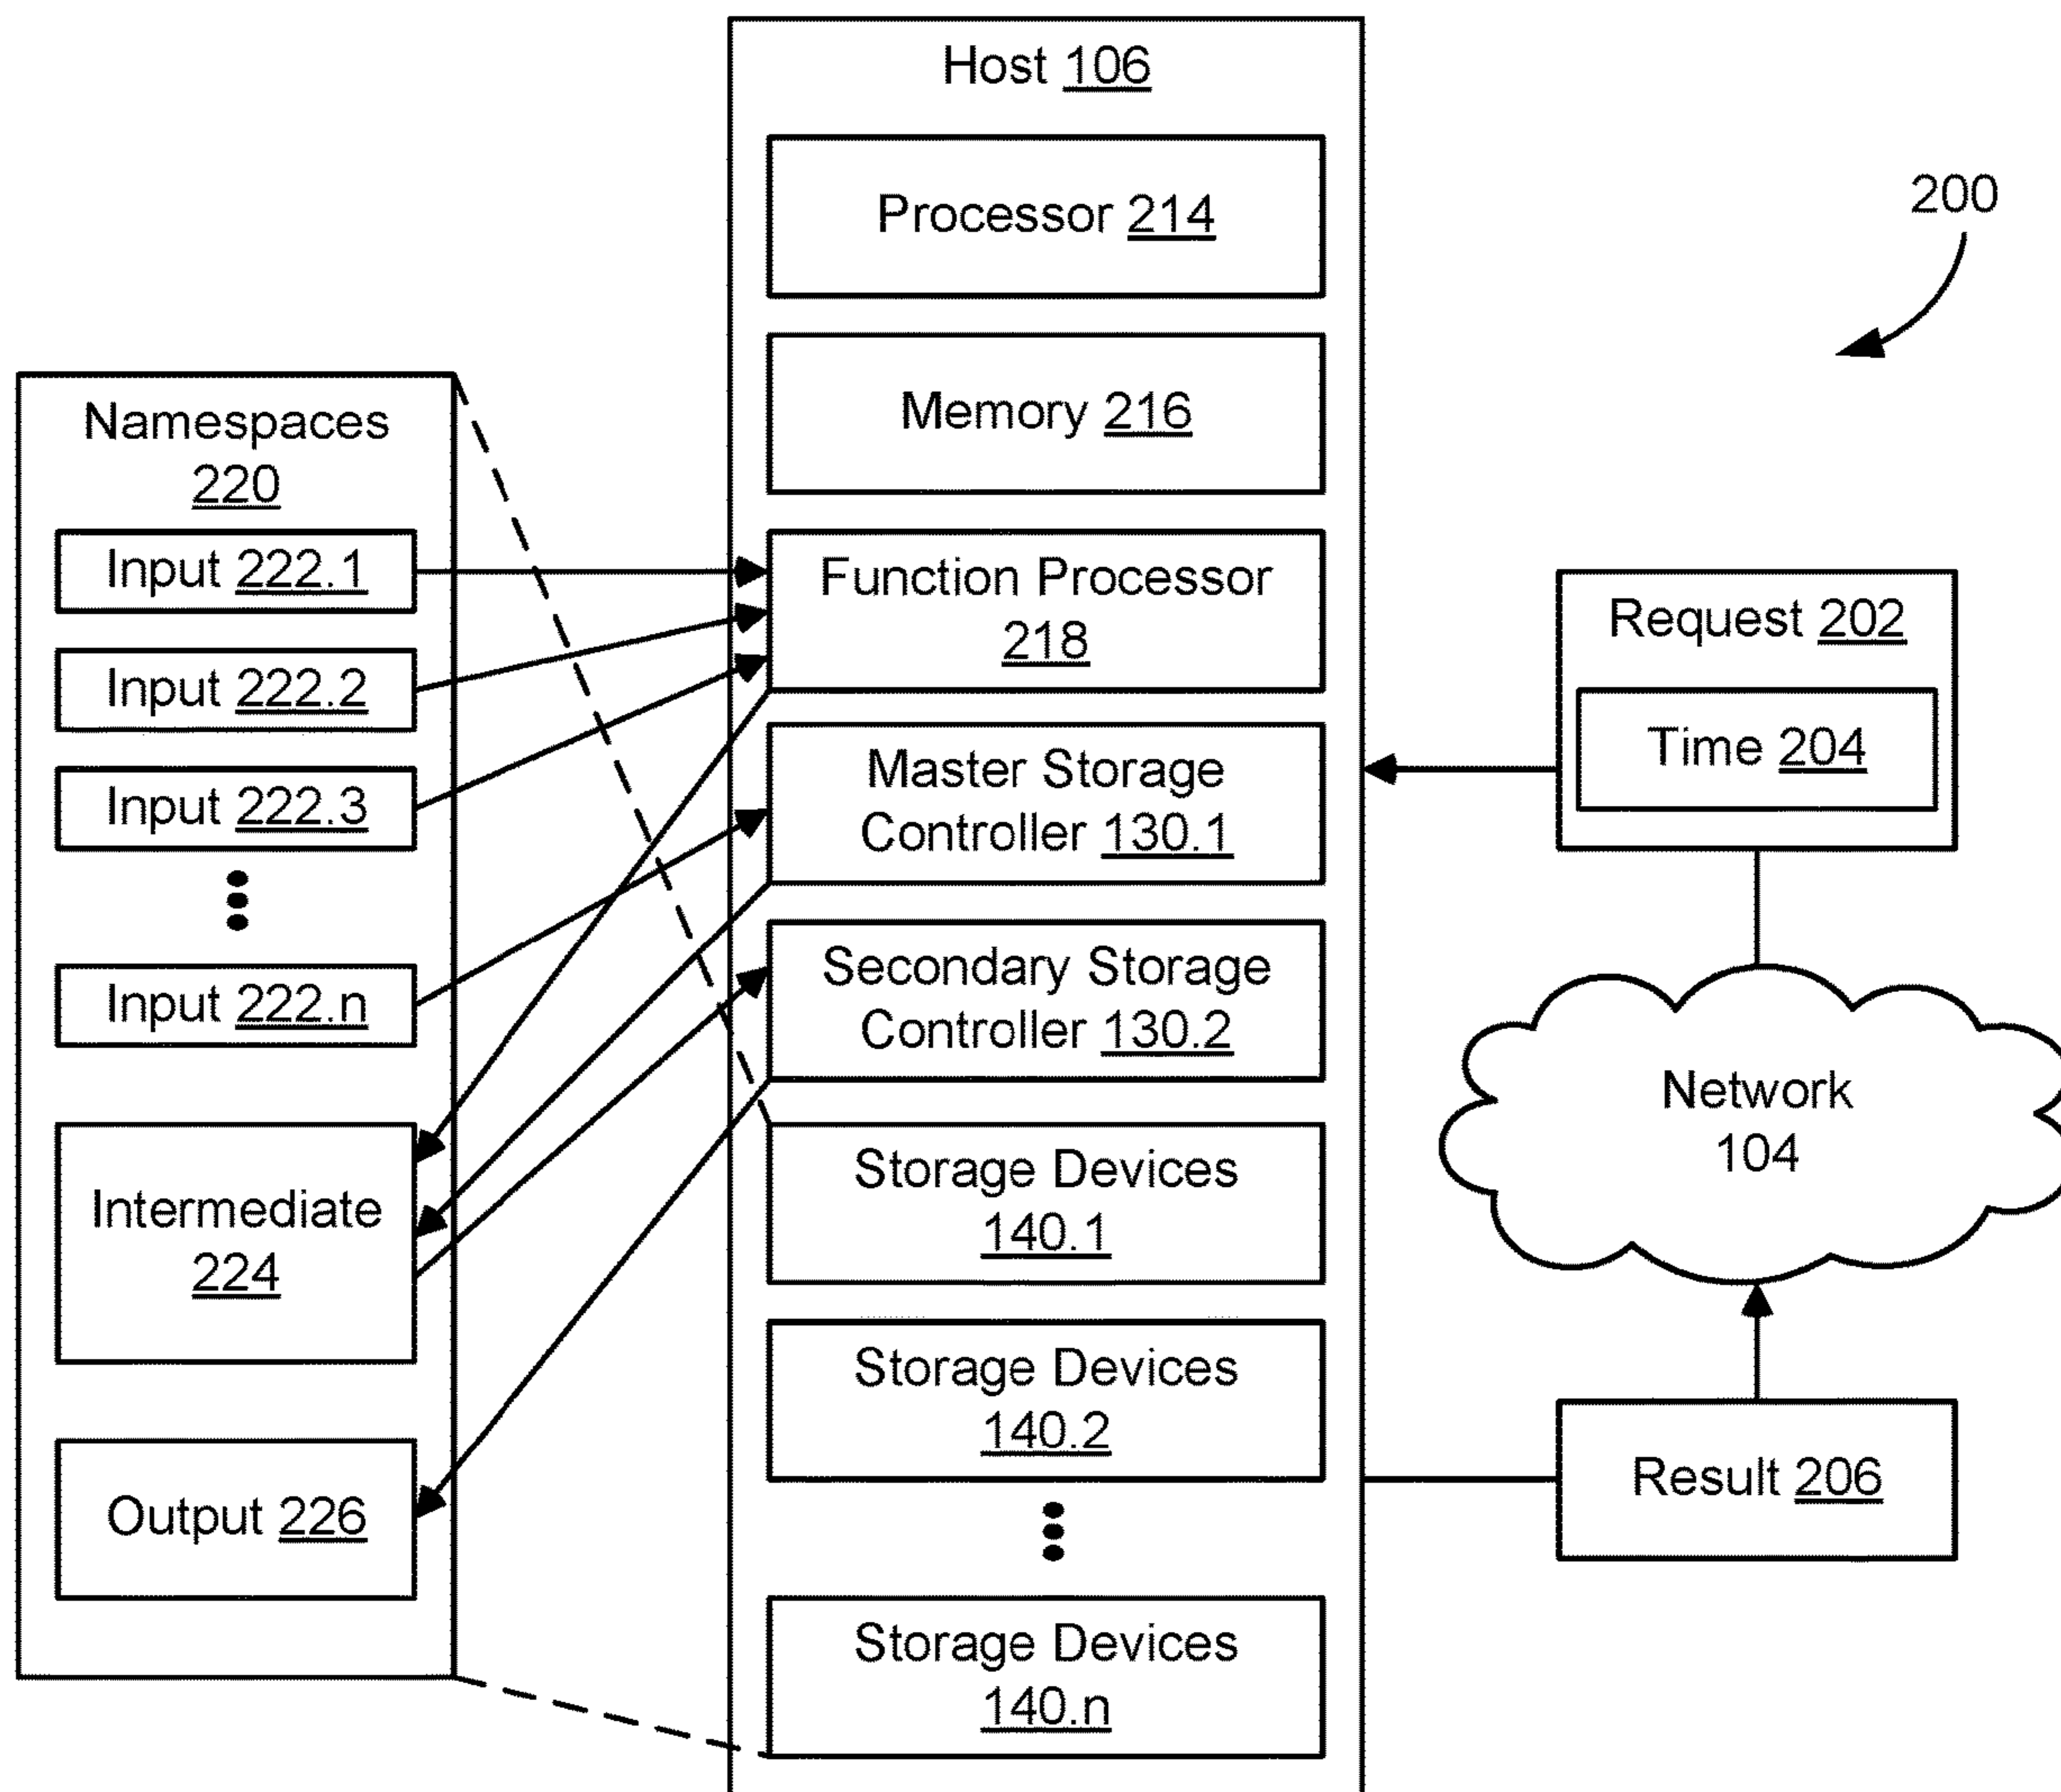 Host 106
Processor 214
Memory 216
Function Processor
218
Master Storage
Controller 130.1
Secondary Storage
Controller 130.2
Storage Devices
140.1
Storage Devices
140.2
Storage Devices
140.n
Namespaces
220
Input 222.1
Input 222.2
Input 222.3
Input 222.n
Intermediate
224
Output 226
200
Request 202
Time 204
Network
104
Result 206